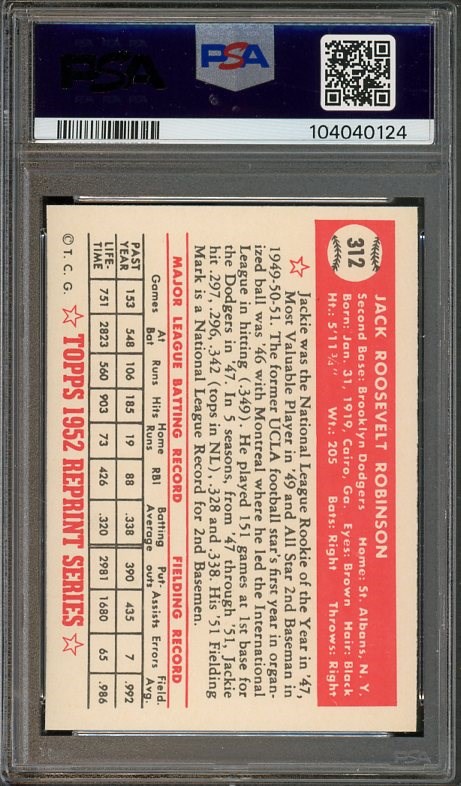 PSA
PSA
104040124
312
JACK ROOSEVELT ROBINSON
Second Base: Brooklyn Dodgers Home: St. Albans, N. Y.
Born: Jan. 31, 1919, Cairo, Ga. Eyes: Brown Hair: Black
Ht.: 5'11¾" Wt.: 205 Bats: Right Throws: Right
Jackie was the National League Rookie of the Year in '47,
Most Valuable Player in '49 and All Star 2nd Baseman in
1949-50-51. The former UCLA football star's first year in organ-
ized ball was '46 with Montreal where he led the International
League in hitting (.349). He played 151 games at 1st base for
the Dodgers in '47. In 5 seasons, from '47 through '51, Jackie
hit .297, .296, .342 (tops in NL), .328 and .338. His '51 Fielding
Mark is a National League Record for 2nd Basemen.
MAJOR LEAGUE BATTING RECORD FIELDING RECORD
Games At Bat Runs Hits Home Runs RBI Batting Average Put-outs Assists Errors Field. Avg.
PAST YEAR 153 548 106 185 19 88 .338 390 435 7 .992
LIFE-TIME 751 2823 560 903 73 426 .320 2981 1680 65 .986
© T. C. G. TOPPS 1952 REPRINT SERIES
PSA